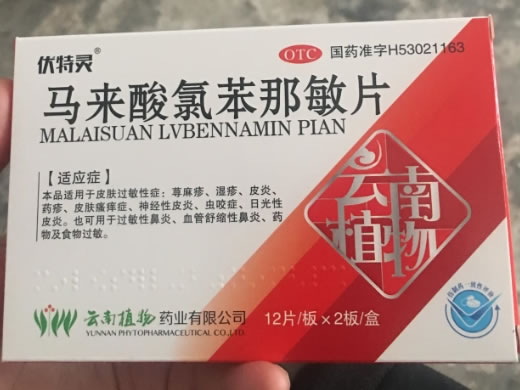 伏特灵®
OTC 国药准字H53021163
马来酸氯苯那敏片
MALAISUAN LVBENNAMIN PIAN
【适应症】
本品适用于皮肤过敏性症：荨麻疹、湿疹、皮炎、
药疹、皮肤瘙痒症、神经性皮炎、虫咬症、日光性
皮炎。也可用于过敏性鼻炎、血管舒缩性鼻炎、药
物及食物过敏。
云南
植物
云南植物药业有限公司
YUNNAN PHYTOPHARMACEUTICAL CO.,LTD.
12片/板×2板/盒